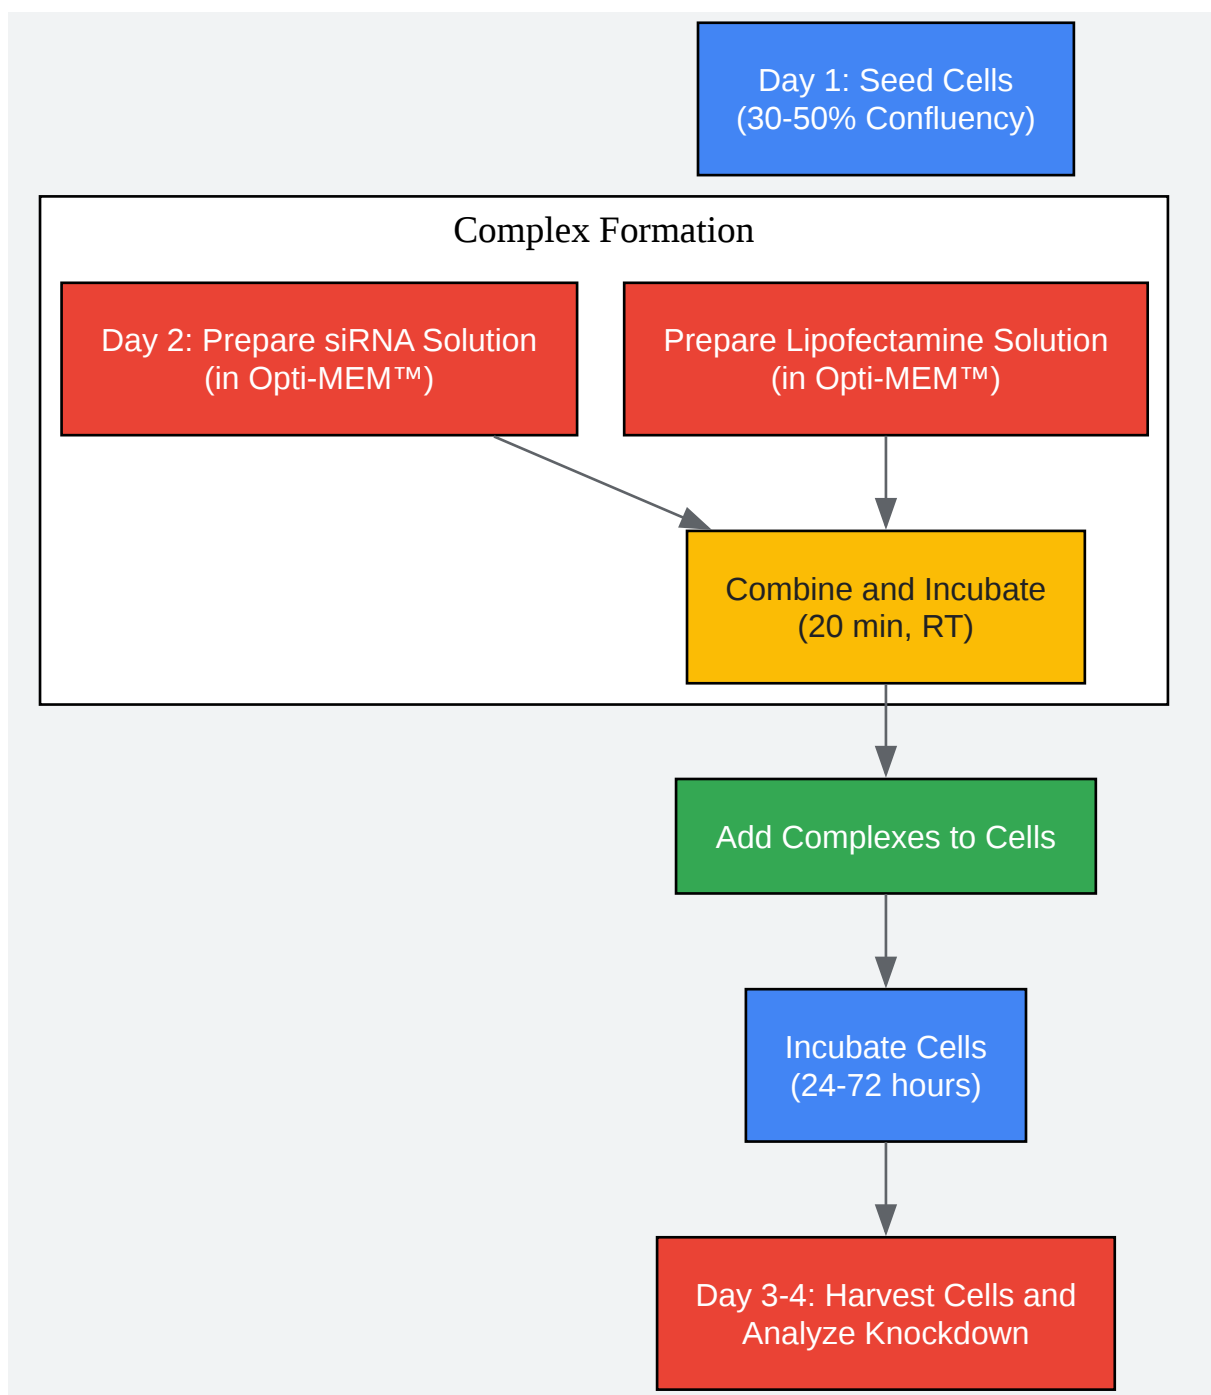 Day 1: Seed Cells
(30-50% Confluency)
Complex Formation
Day 2: Prepare siRNA Solution
(in Opti-MEM™)
Prepare Lipofectamine Solution
(in Opti-MEM™)
Combine and Incubate
(20 min, RT)
Add Complexes to Cells
Incubate Cells
(24-72 hours)
Day 3-4: Harvest Cells and
Analyze Knockdown